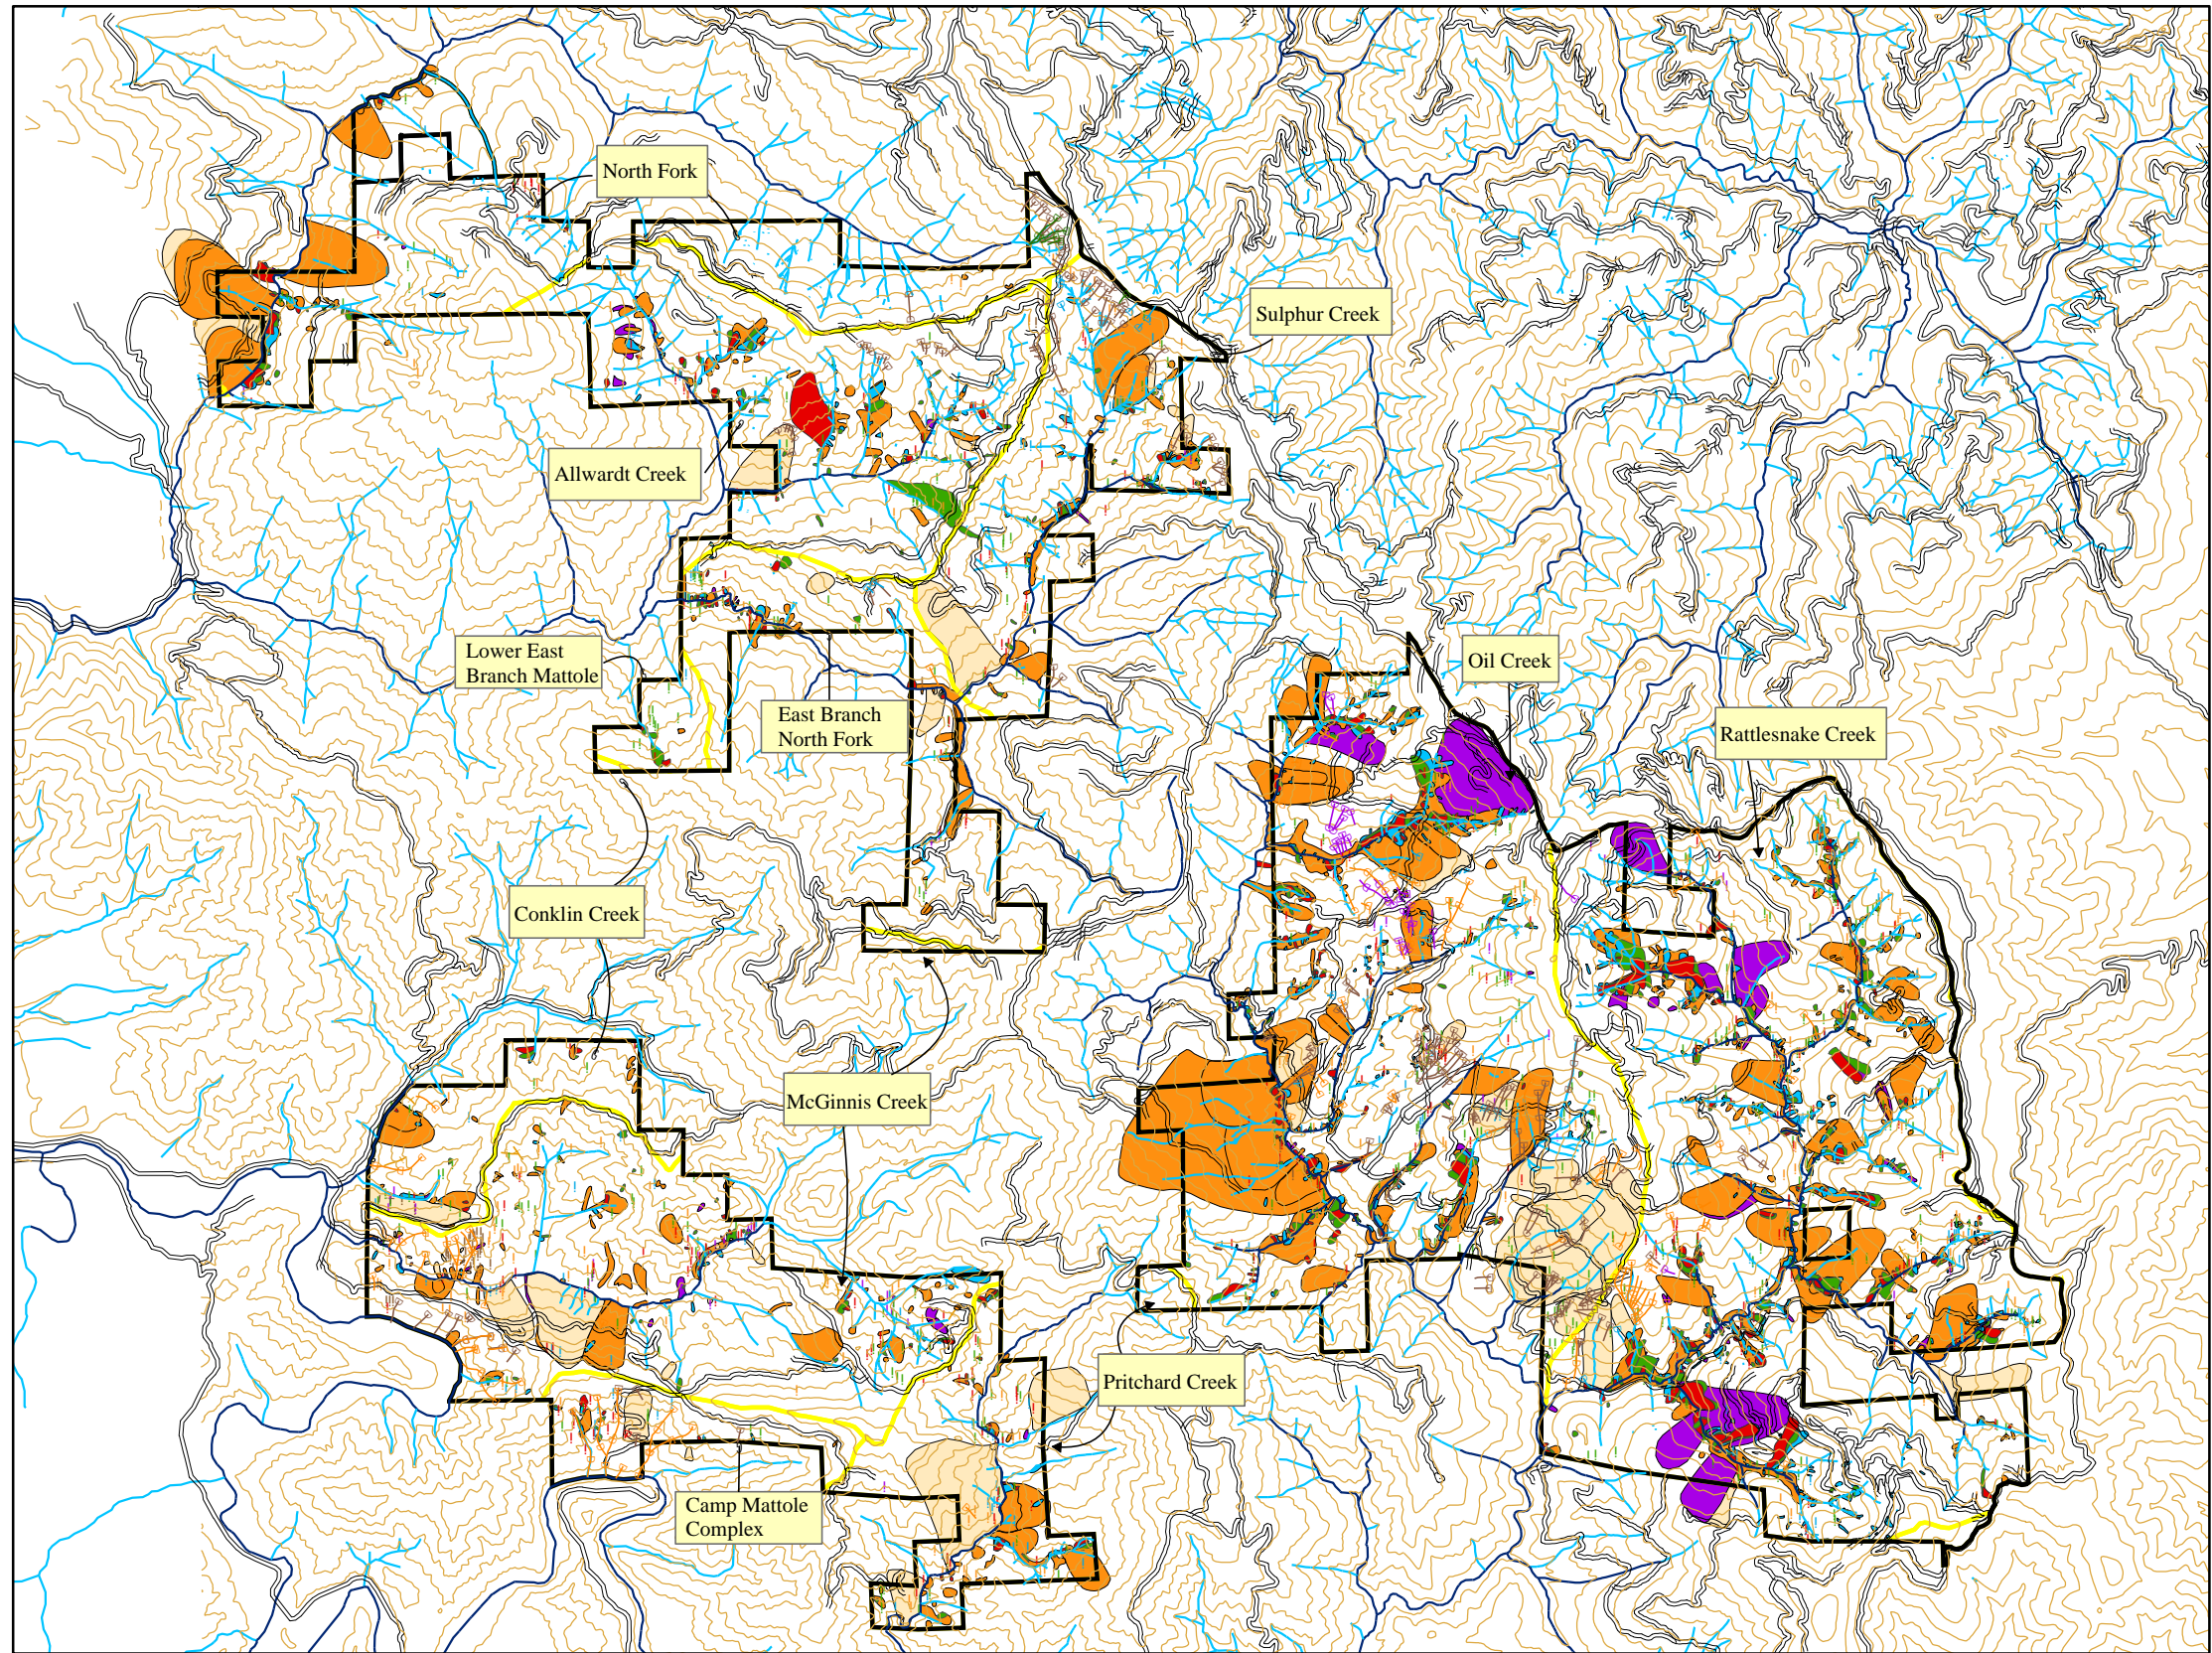 North Fork
Sulphur Creek
Allwardt Creek
Lower East
Branch Mattole
Oil Creek
East Branch
North Fork
Rattlesnake Creek
Conklin Creek
McGinnis Creek
Pritchard Creek
Camp Mattole
Complex